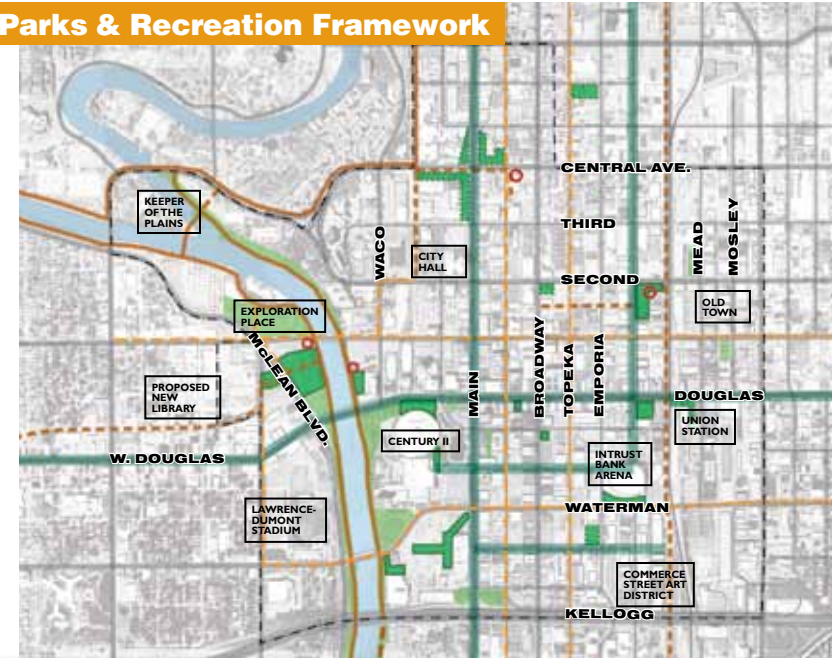 Parks & Recreation Framework
CENTRAL AVE.
KEEPER
OF THE
PLAINS
THIRD
MEAD
MOSLEY
WACO
CITY
HALL
SECOND
OLD
TOWN
EXPLORATION
PLACE
McLEAN BLVD.
BROADWAY
TOPEKA
EMPORIA
MAIN
PROPOSED
NEW
LIBRARY
DOUGLAS
UNION
STATION
CENTURY II
W. DOUGLAS
INTRUST
BANK
ARENA
LAWRENCE-
DUMONT
STADIUM
WATERMAN
COMMERCE
STREET ART
DISTRICT
KELLOGG